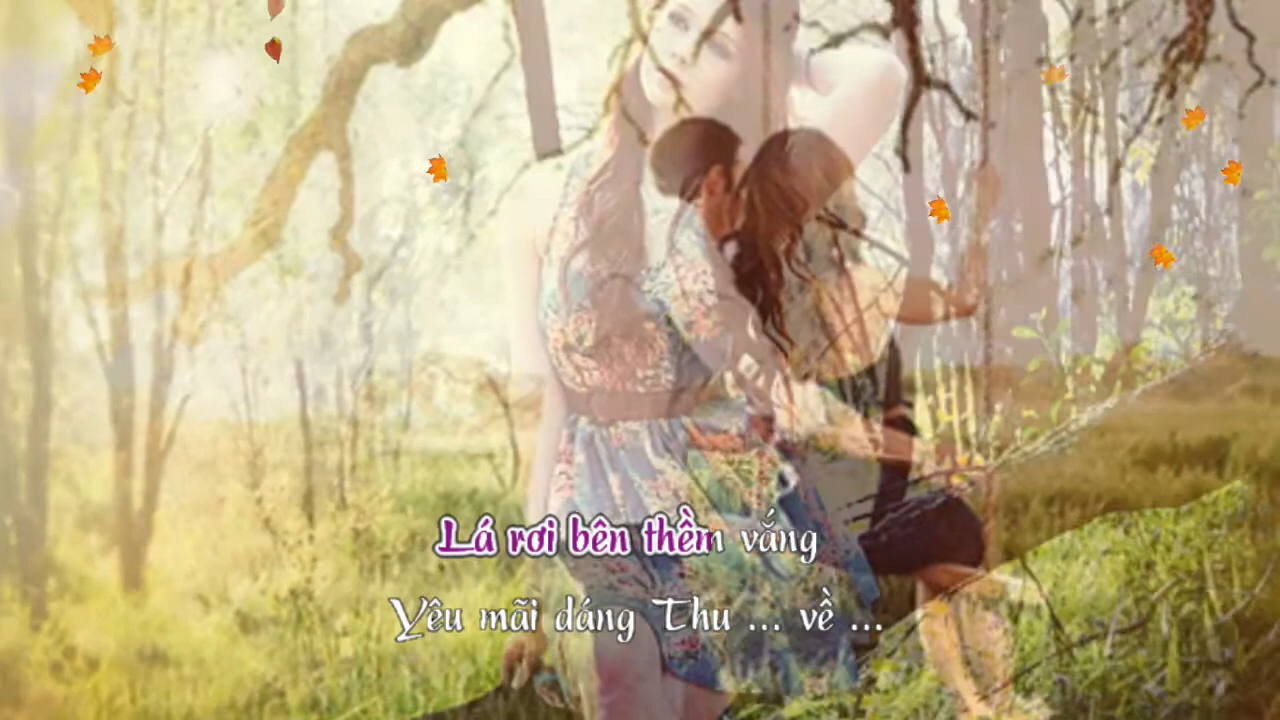 Lá rơi bên thềm vắng
Yêu mãi dáng Thu ... về ...